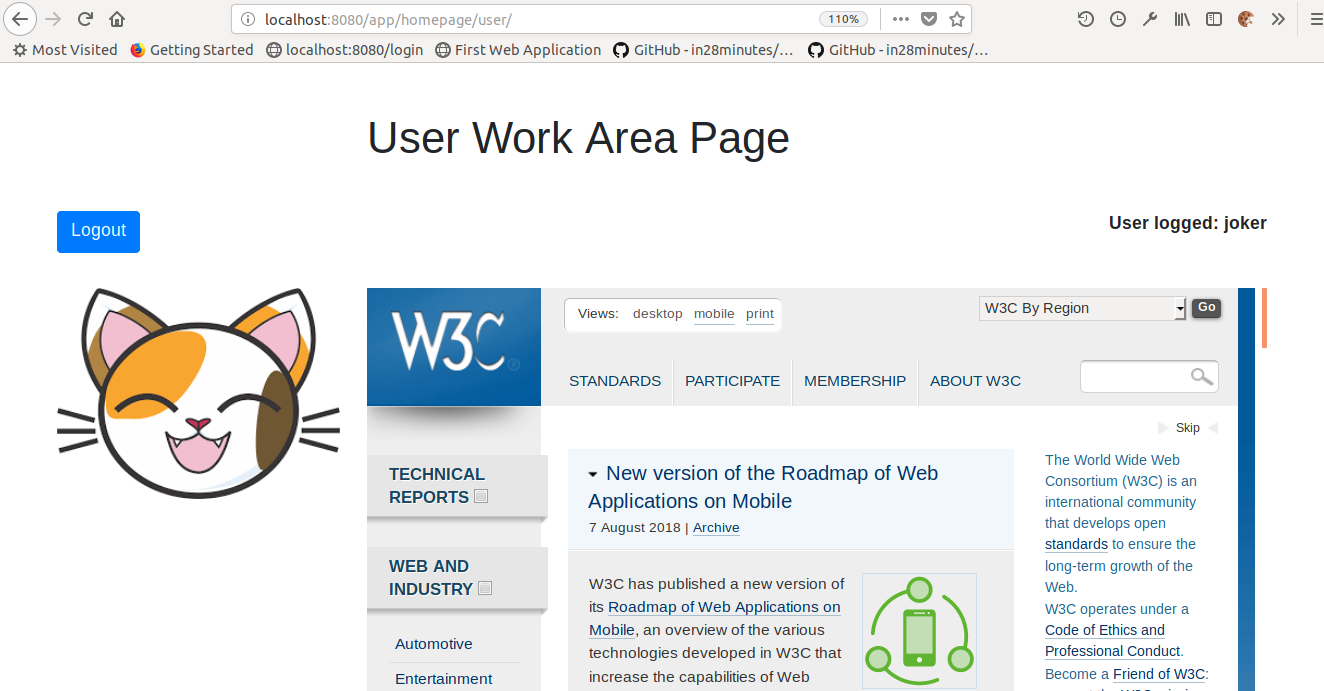 localhost:8080/app/homepage/user/
110%
Most Visited
Getting Started
localhost:8080/login
First Web Application
GitHub - in28minutes/…
GitHub - in28minutes/…
User Work Area Page
Logout
User logged: joker
W3C®
Views: desktop mobile print
W3C By Region
Go
STANDARDS
PARTICIPATE
MEMBERSHIP
ABOUT W3C
Skip
TECHNICAL
REPORTS
WEB AND
INDUSTRY
Automotive
Entertainment
New version of the Roadmap of Web
Applications on Mobile
7 August 2018 | Archive
W3C has published a new version of
its Roadmap of Web Applications on
Mobile, an overview of the various
technologies developed in W3C that
increase the capabilities of Web
The World Wide Web
Consortium (W3C) is an
international community
that develops open
standards to ensure the
long-term growth of the
Web.
W3C operates under a
Code of Ethics and
Professional Conduct.
Become a Friend of W3C: